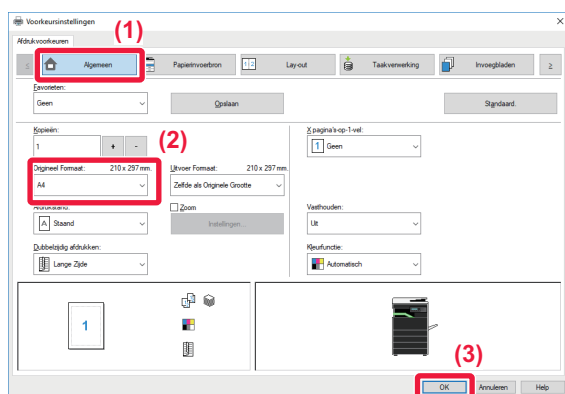 Voorkeursinstellingen
(1)
Afdrukvoorkeuren
≤ Algemeen Papierinvoerbron 1 2 Lay-out Taakverwerking Invoegbladen ≥
Favorieten:
Geen Opslaan Standaard.
Kopieën: X pagina's-op-1-vel:
1 + - (2) 1 Geen
Origineel Formaat: 210 x 297 mm. Uitvoer Formaat: 210 x 297 mm.
A4 Zelfde als Originele Grootte
Afdrukstand: Zoom Vasthouden:
A Staand Instellingen... Uit
Dubbelzijdig afdrukken: Kleurfunctie:
Lange Zijde Automatisch
1
(3)
OK Annuleren Help